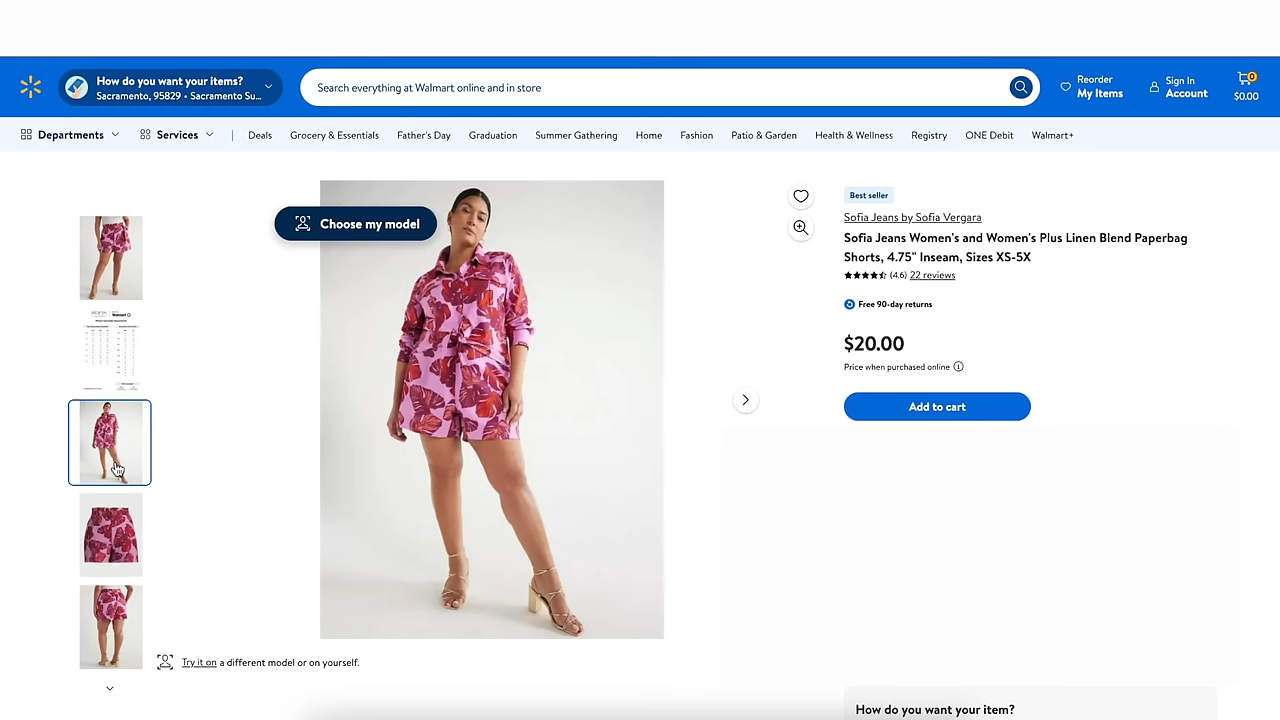 How do you want your items?
Sacramento, 95829 • Sacramento Su...
Search everything at Walmart online and in store
Reorder
My Items
Sign In
Account
0
$0.00
Departments
Services
Deals
Grocery & Essentials
Father's Day
Graduation
Summer Gathering
Home
Fashion
Patio & Garden
Health & Wellness
Registry
ONE Debit
Walmart+
Choose my model
Best seller
Sofia Jeans by Sofia Vergara
Sofia Jeans Women's and Women's Plus Linen Blend Paperbag
Shorts, 4.75" Inseam, Sizes XS-5X
(4.6) 22 reviews
Free 90-day returns
$20.00
Price when purchased online
Add to cart
Try it on a different model or on yourself.
How do you want your item?